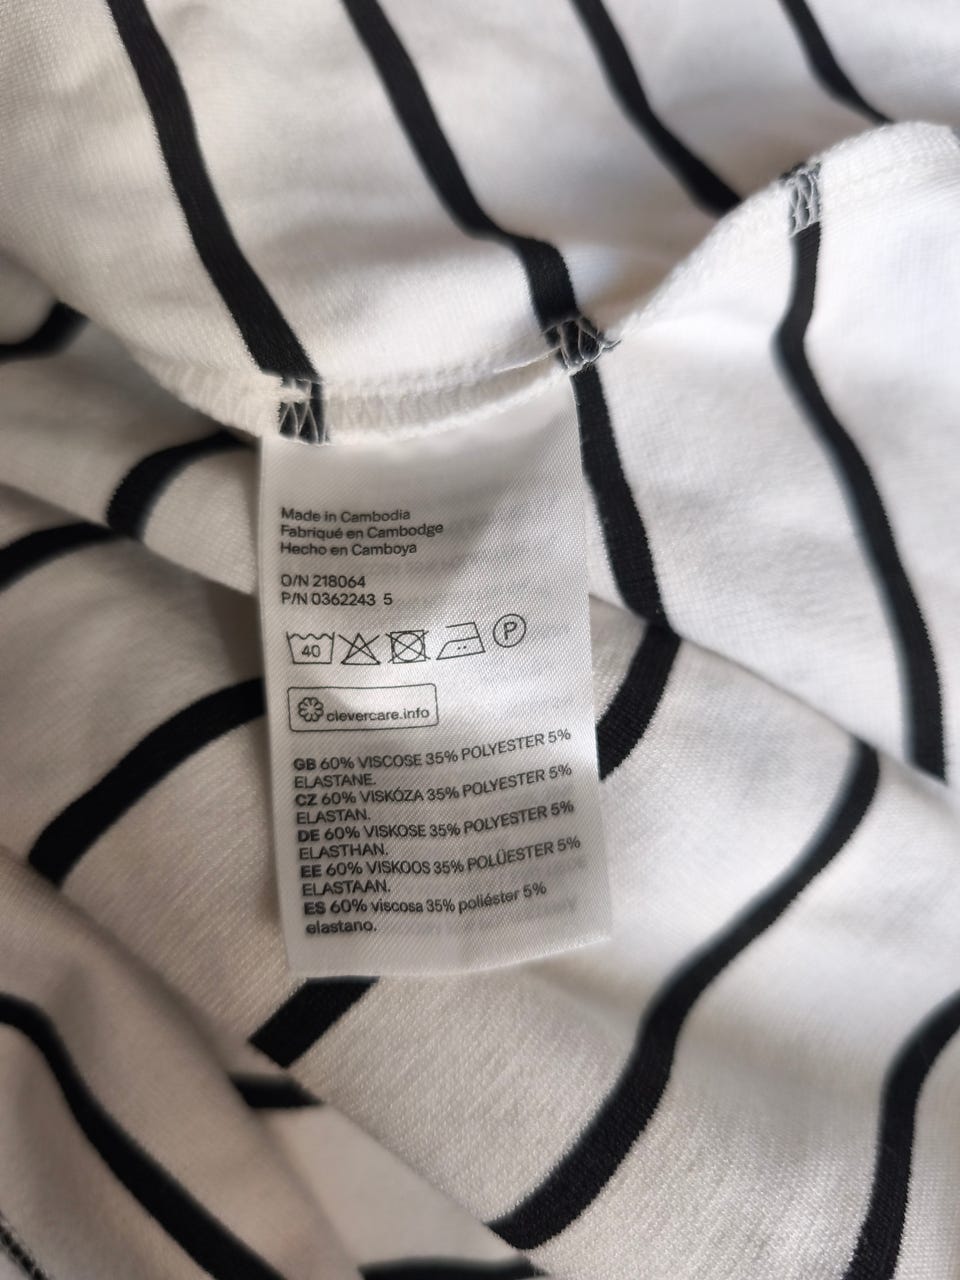 Made in Cambodia
Fabriqué en Cambodge
Hecho en Camboya
O/N 218064
P/N 0362243 5
40 P
clevercare.info
GB 60% VISCOSE 35% POLYESTER 5%
ELASTANE.
CZ 60% VISKÓZA 35% POLYESTER 5%
ELASTAN.
DE 60% VISKOSE 35% POLYESTER 5%
ELASTHAN.
EE 60% VISKOOS 35% POLÜESTER 5%
ELASTAAN.
ES 60% viscosa 35% poliéster 5%
elastano.